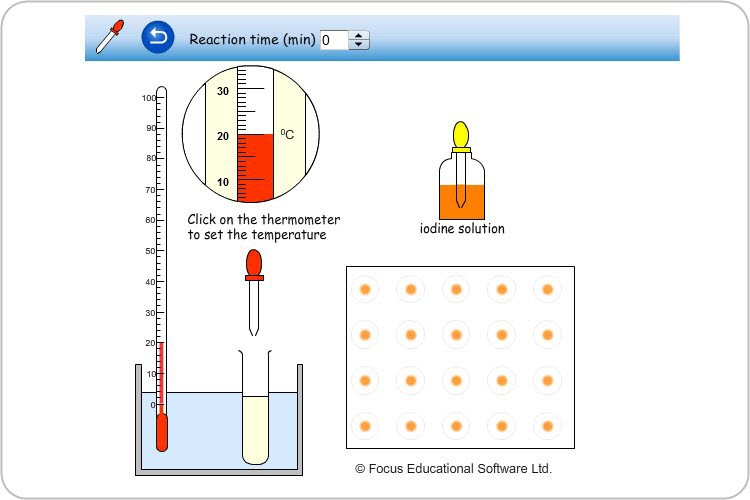 Reaction time (min) 0
100
90
80
70
60
50
40
30
20
10
0
30
20
10
⁰C
Click on the thermometer
to set the temperature
iodine solution
© Focus Educational Software Ltd.